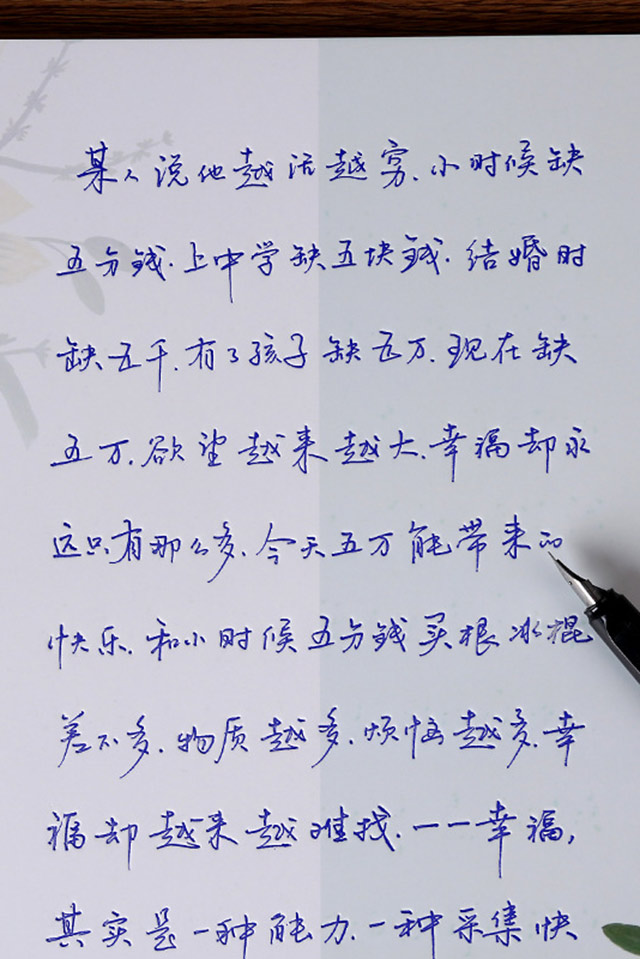 某人说他越活越穷.小时候缺
五分钱.上中学缺五块钱.结婚时
缺五千.有了孩子缺五万.现在缺
五万.欲望越来越大.幸福却永
远只有那么多.今天五万能带来的
快乐.和小时候五分钱买根冰棍
差不多.物质越多.烦恼越多.幸
福却越来越难找.一一幸福,
其实是一种能力.一种采集快